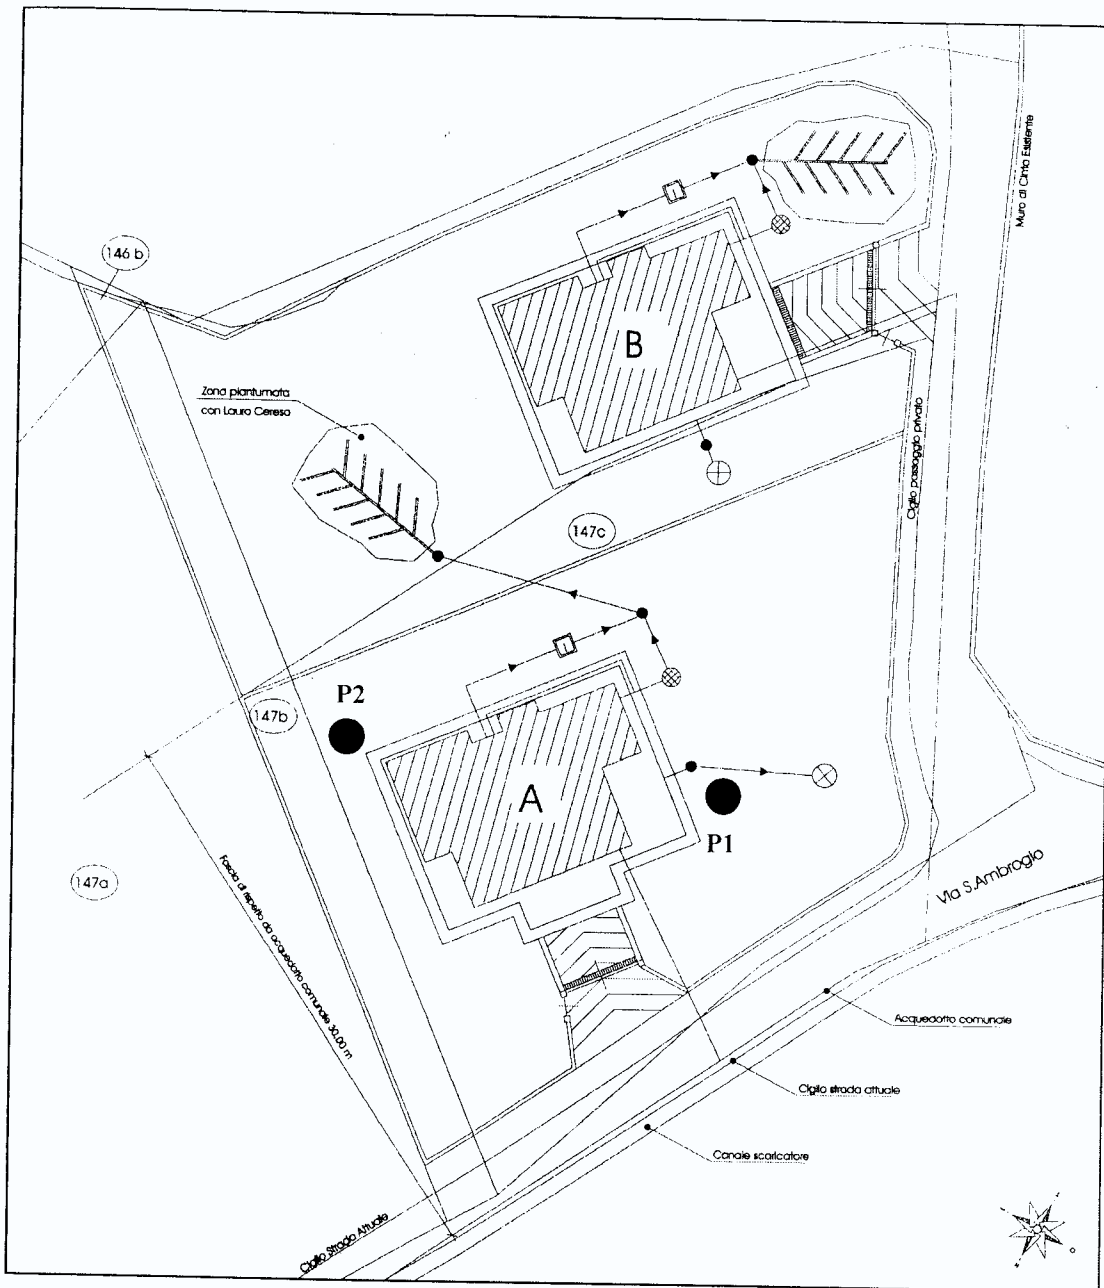 Muro di Cinta Esistente
146 b
B
Zona piantumata
con Lauro Ceraso
Ciglio passaggio privato
147c
P2
147b
A
P1
147a
Fascia di rispetto da acquedotto comunale 30.00 m
Via S.Ambrogio
Acquedotto comunale
Ciglio strada attuale
Canale scaricatore
Ciglio Strada Attuale